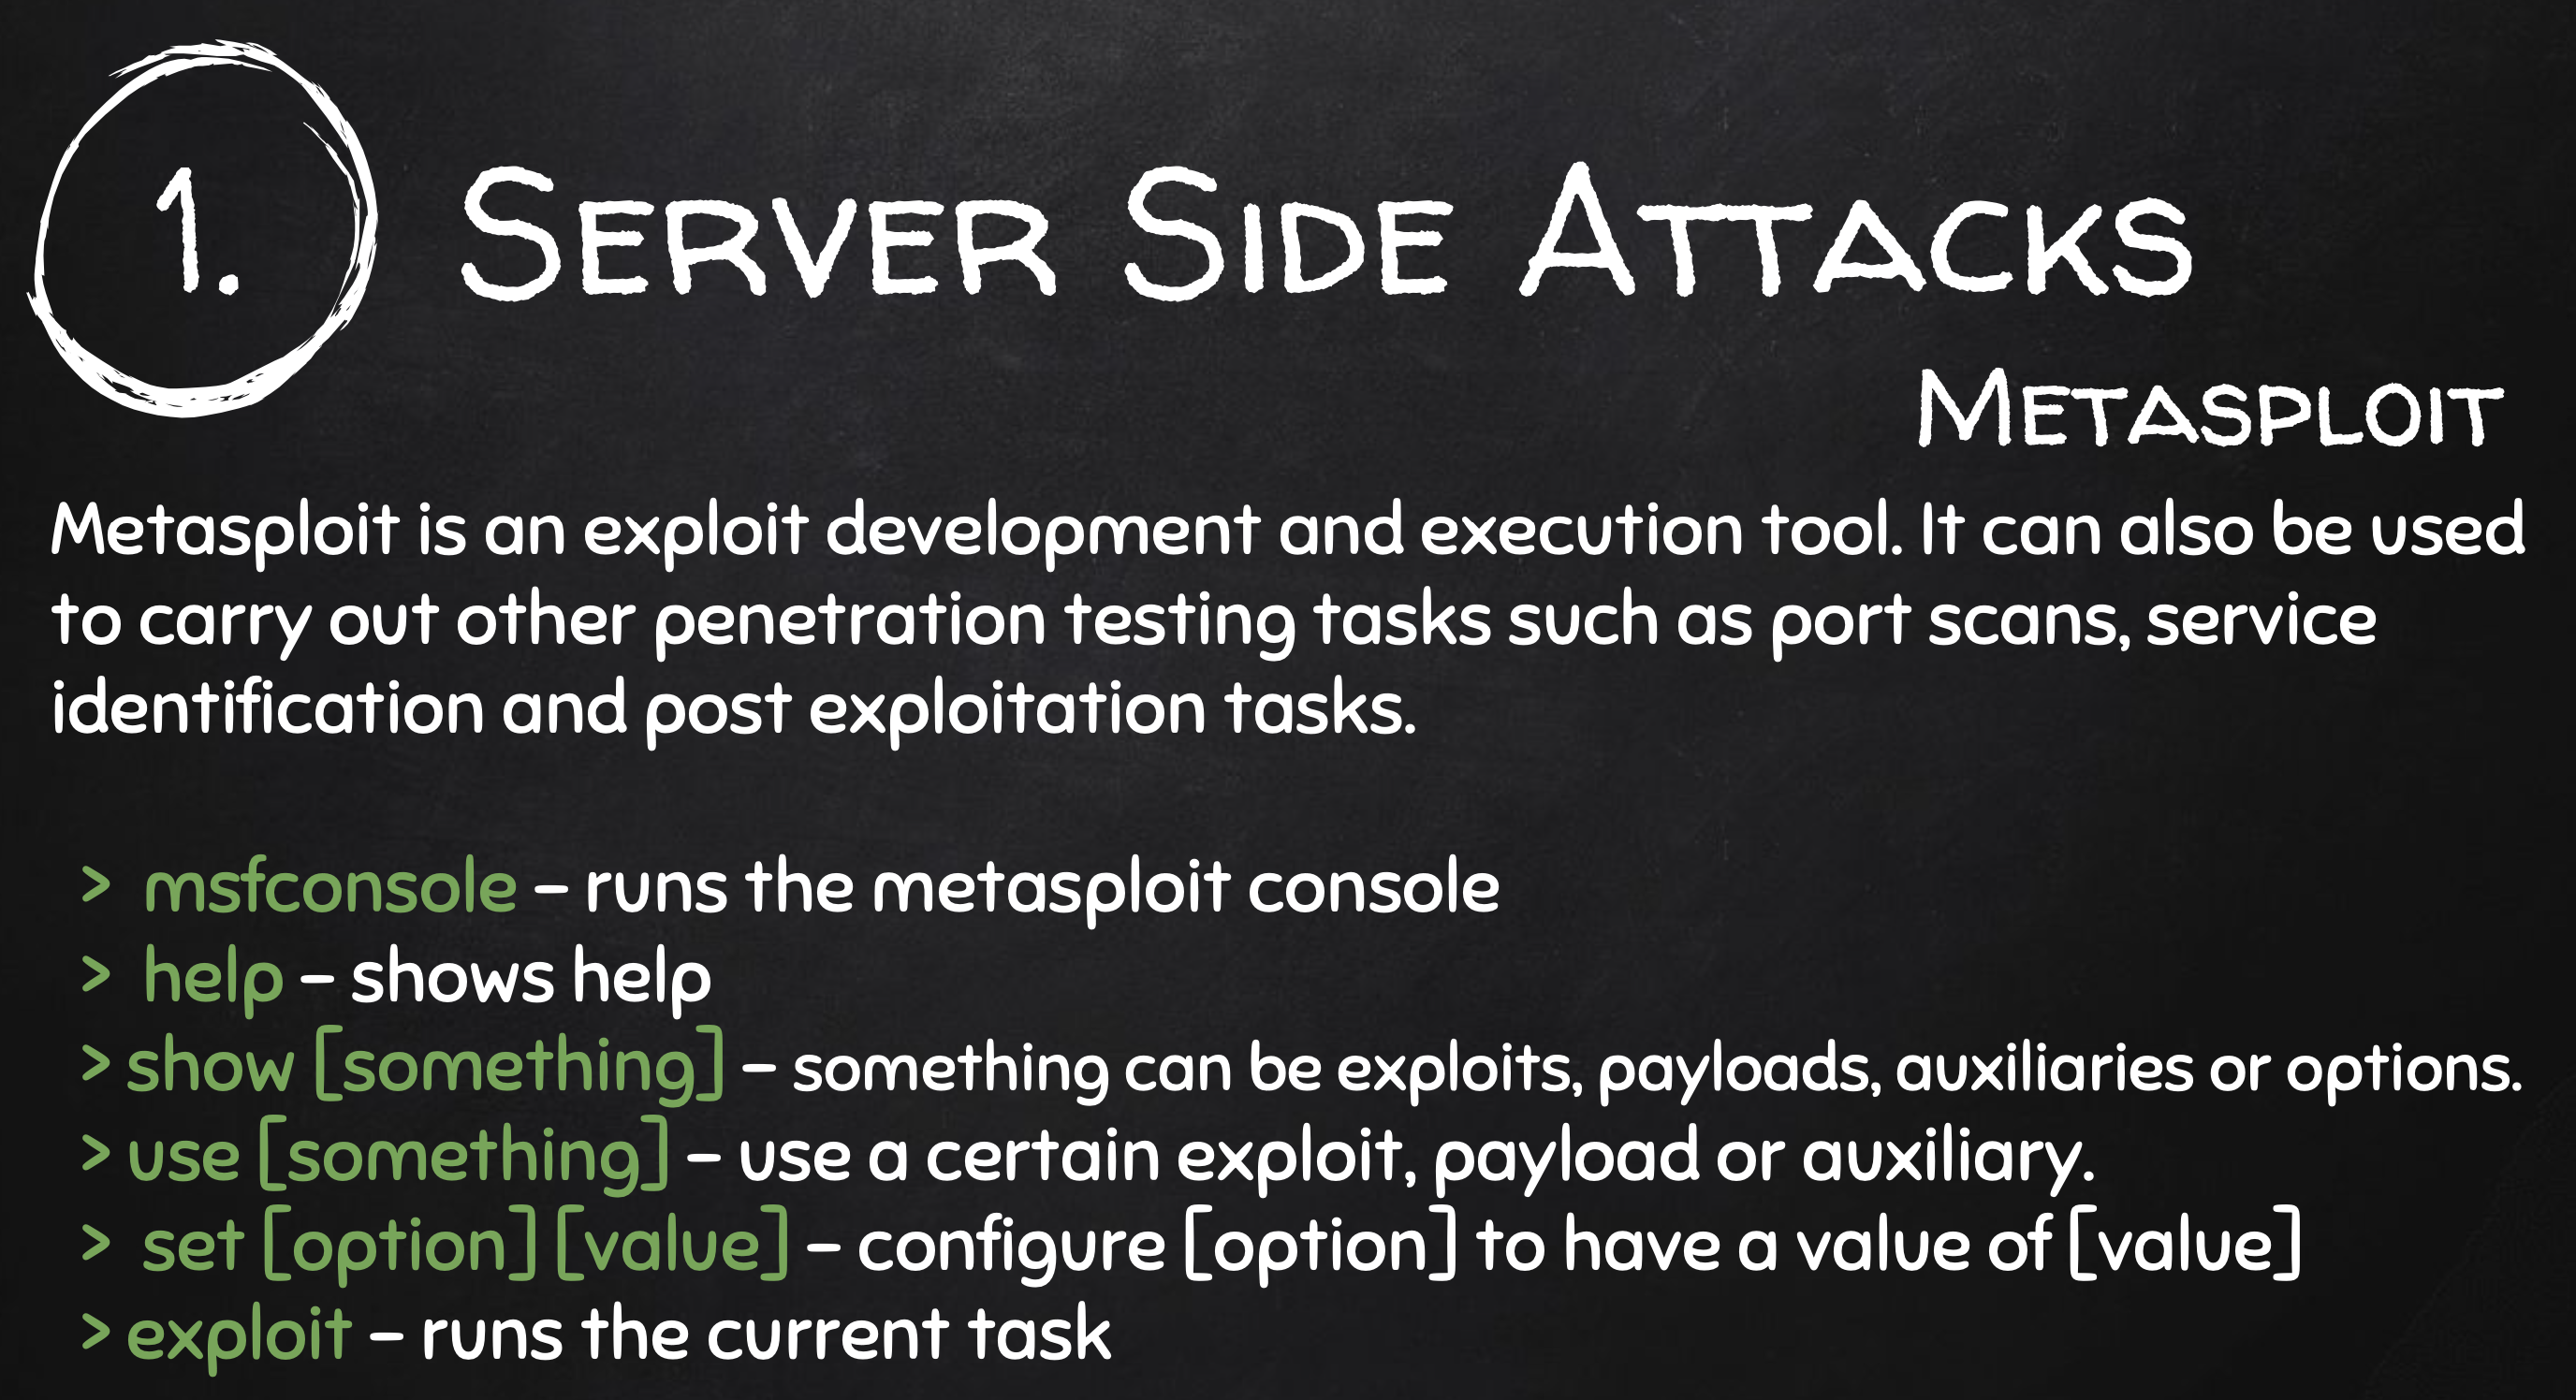 1.
Server Side Attacks
Metasploit
Metasploit is an exploit development and execution tool. It can also be used
to carry out other penetration testing tasks such as port scans, service
identification and post exploitation tasks.
> msfconsole – runs the metasploit console
> help – shows help
> show [something] – something can be exploits, payloads, auxiliaries or options.
> use [something] – use a certain exploit, payload or auxiliary.
> set [option] [value] – configure [option] to have a value of [value]
> exploit – runs the current task